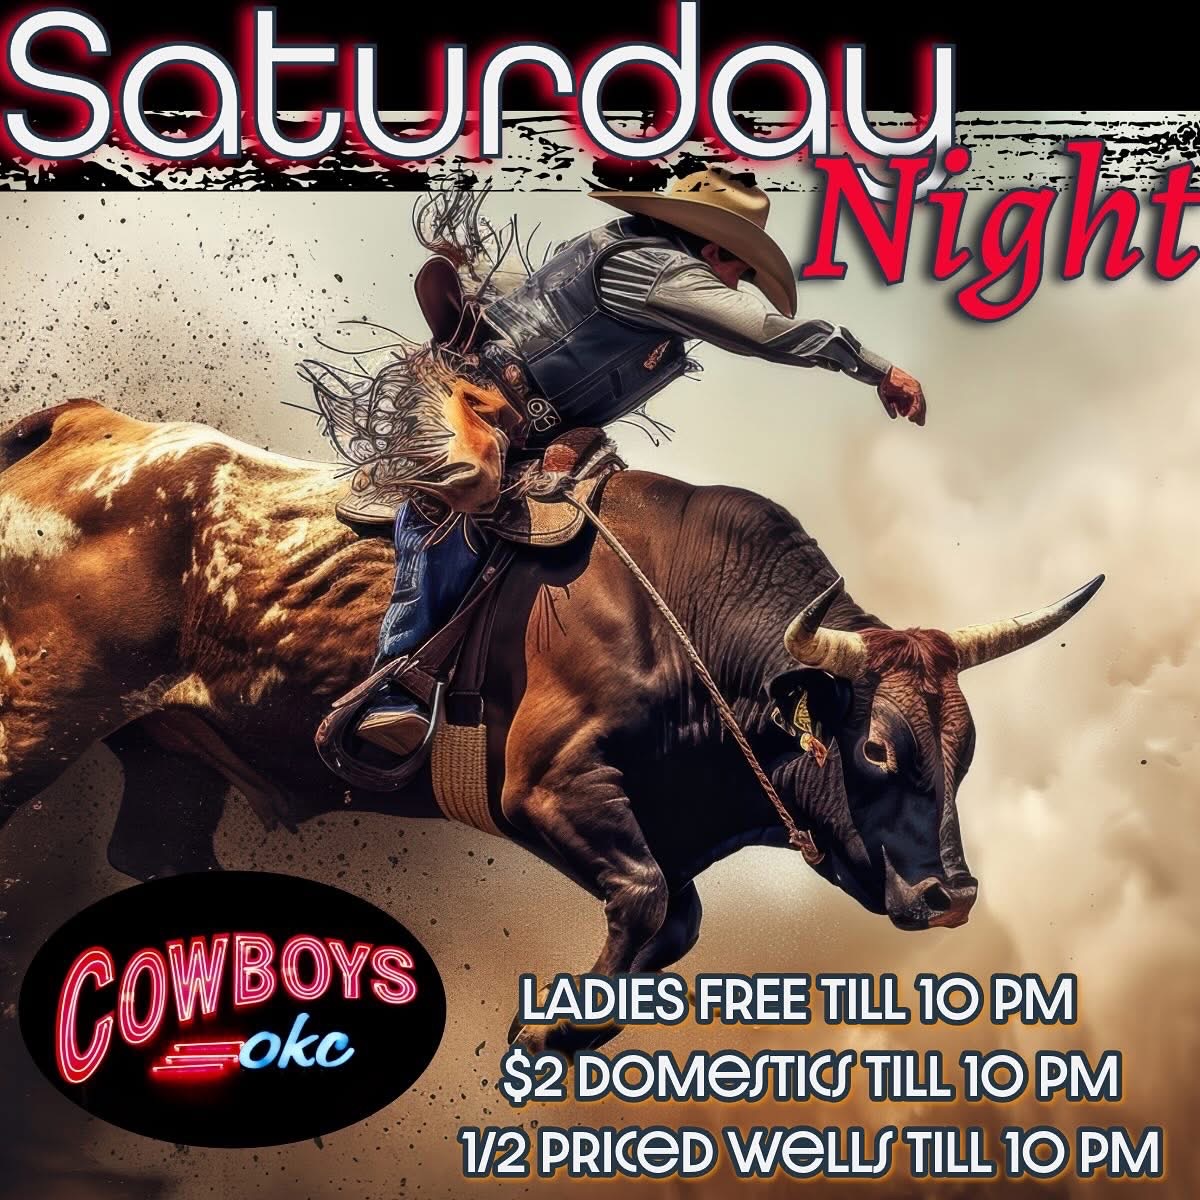 Saturday
Night
COWBOYS
okc
LADIES FREE TILL 10 PM
$2 DOMESTICS TILL 10 PM
1/2 PRICED WELLS TILL 10 PM